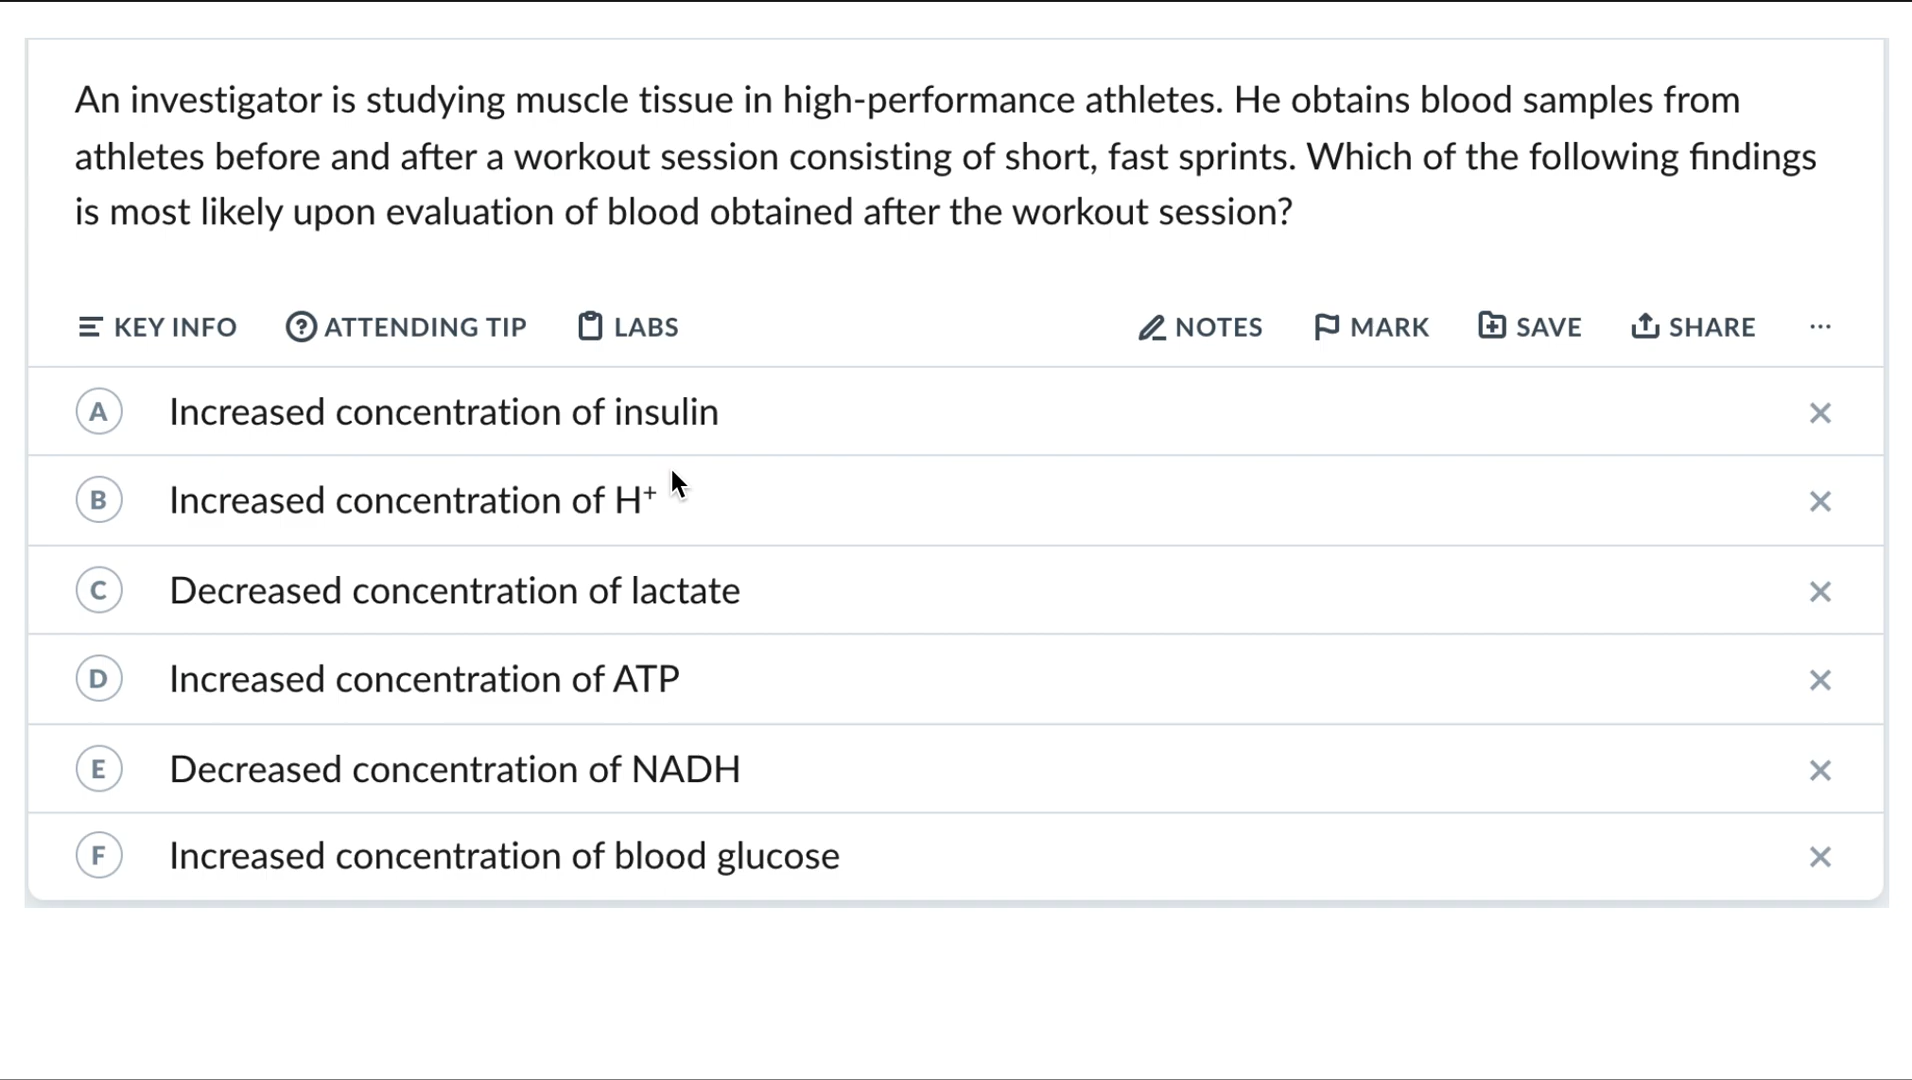 An investigator is studying muscle tissue in high-performance athletes. He obtains blood samples from
athletes before and after a workout session consisting of short, fast sprints. Which of the following findings
is most likely upon evaluation of blood obtained after the workout session?
KEY INFO ATTENDING TIP LABS NOTES MARK SAVE SHARE ...
A Increased concentration of insulin
B Increased concentration of H⁺
C Decreased concentration of lactate
D Increased concentration of ATP
E Decreased concentration of NADH
F Increased concentration of blood glucose